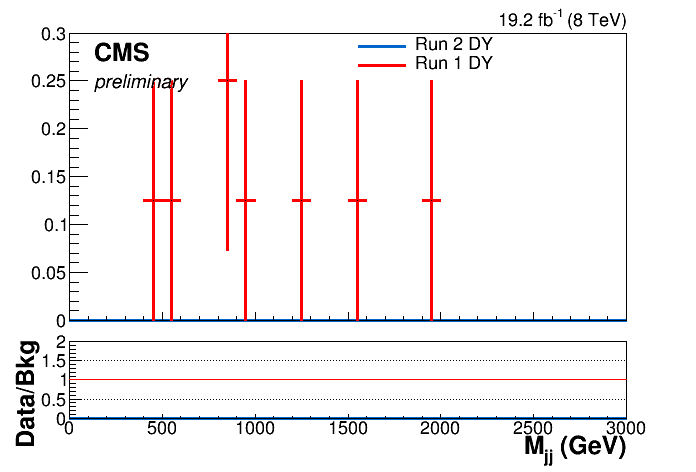 19.2 fb-1 (8 TeV)
CMS
preliminary
Run 2 DY
Run 1 DY
0.3
0.25
0.2
0.15
0.1
0.05
0
Data/Bkg
2
1.5
1
0.5
0
0 500 1000 1500 2000 2500 3000
Mjj (GeV)